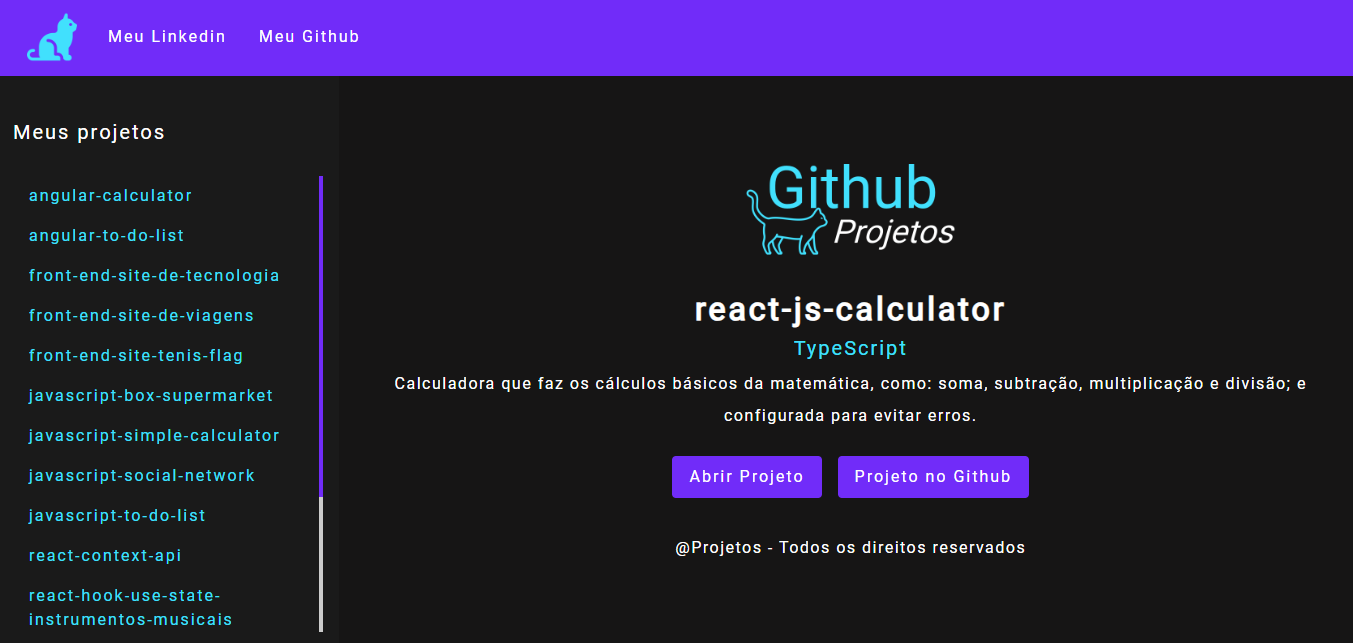 Meu Linkedin
Meu Github
Meus projetos
angular-calculator
angular-to-do-list
front-end-site-de-tecnologia
front-end-site-de-viagens
front-end-site-tenis-flag
javascript-box-supermarket
javascript-simple-calculator
javascript-social-network
javascript-to-do-list
react-context-api
react-hook-use-state-
instrumentos-musicais
Github
Projetos
react-js-calculator
TypeScript
Calculadora que faz os cálculos básicos da matemática, como: soma, subtração, multiplicação e divisão; e
configurada para evitar erros.
Abrir Projeto
Projeto no Github
@Projetos - Todos os direitos reservados